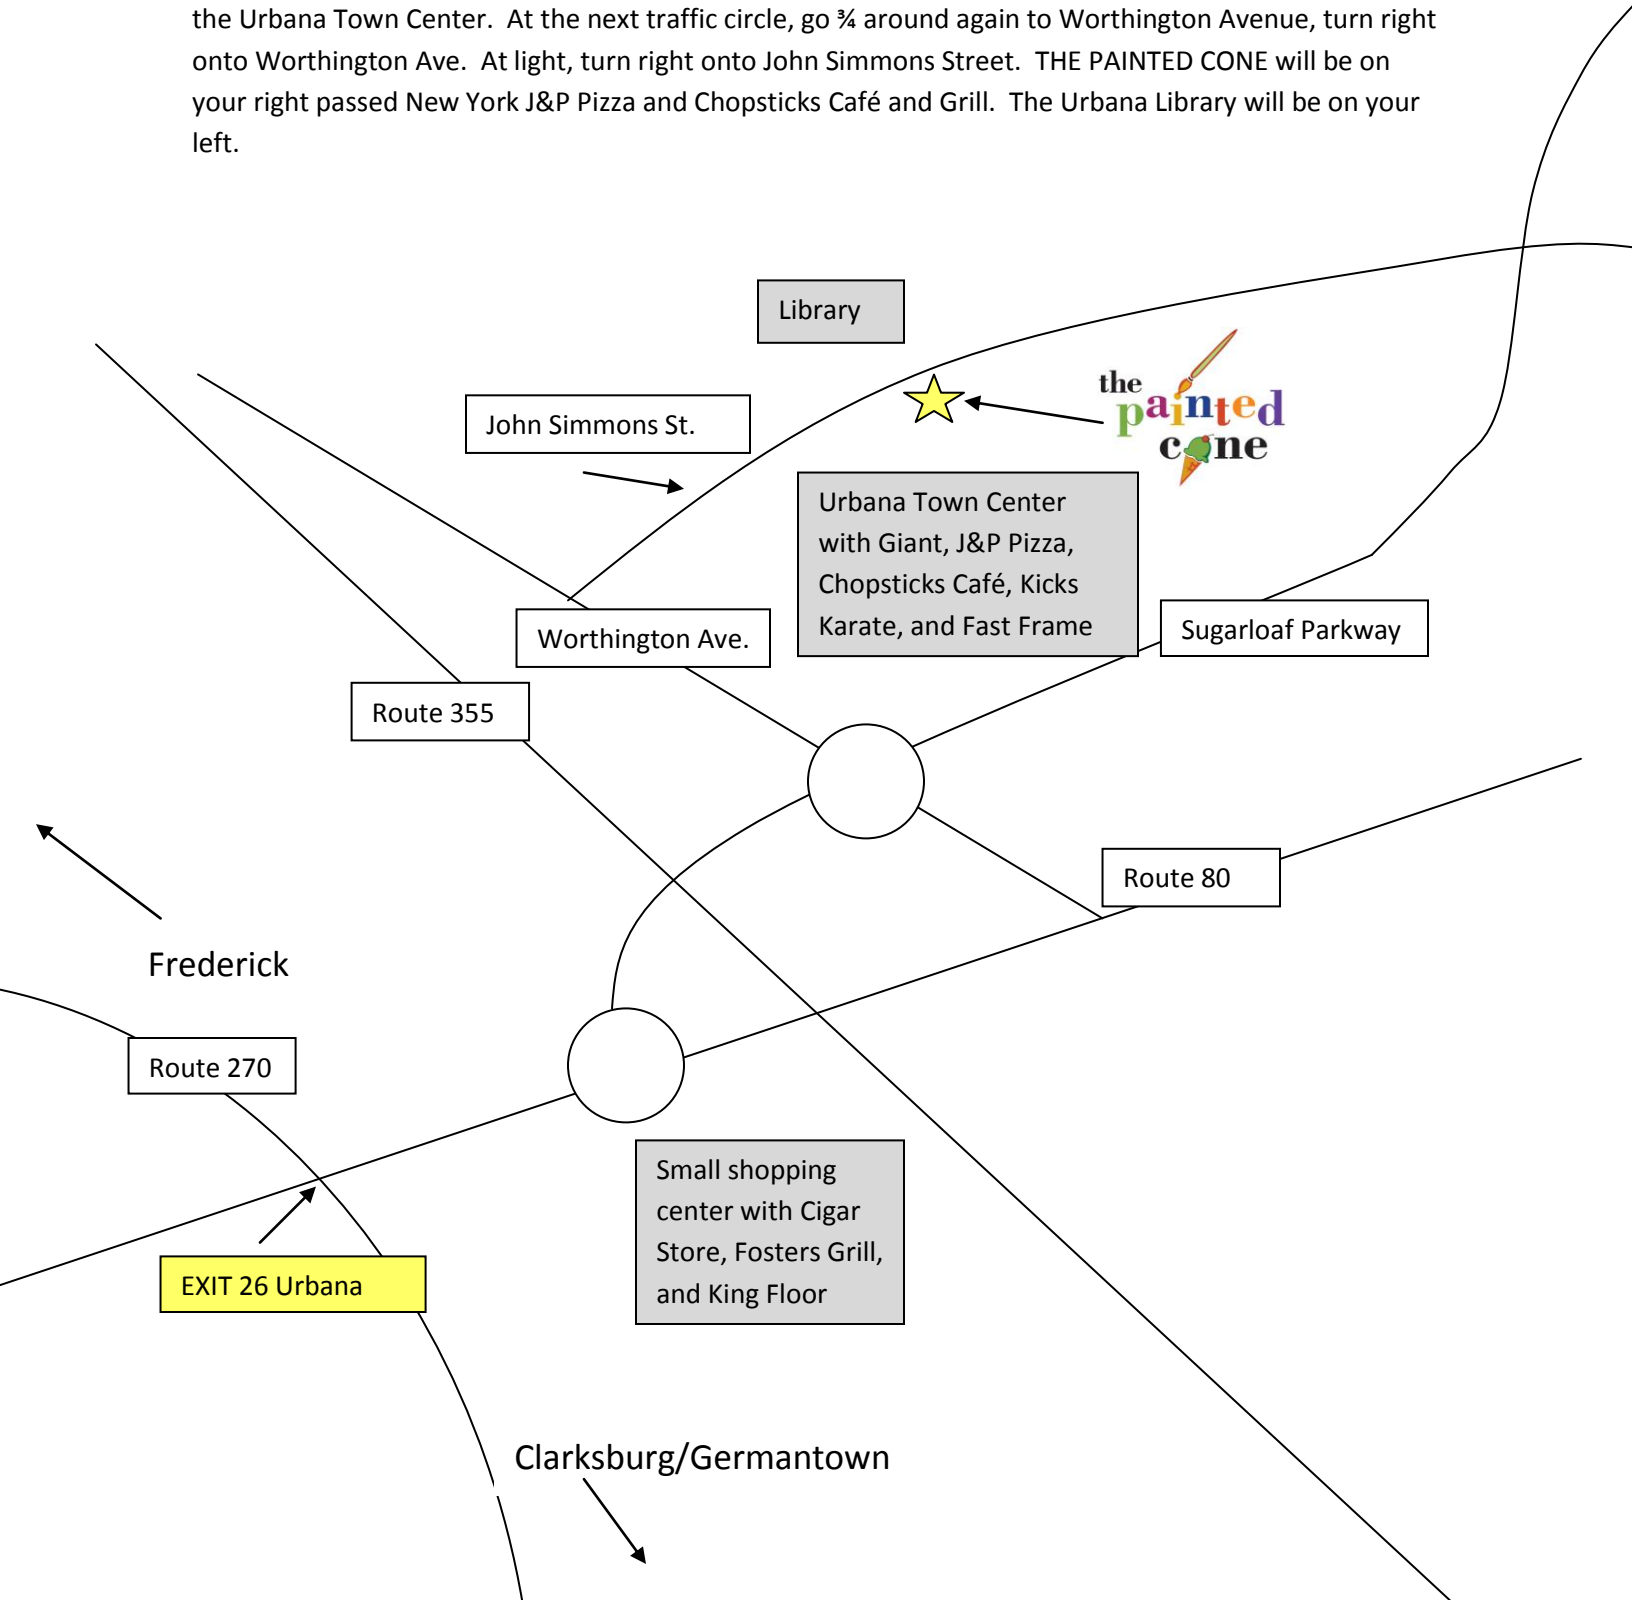 the Urbana Town Center.  At the next traffic circle, go ¾ around again to Worthington Avenue, turn right
onto Worthington Ave.  At light, turn right onto John Simmons Street.  THE PAINTED CONE will be on
your right passed New York J&P Pizza and Chopsticks Café and Grill.  The Urbana Library will be on your
left.
Library
the
painted
cone
John Simmons St.
Urbana Town Center
with Giant, J&P Pizza,
Chopsticks Café, Kicks
Karate, and Fast Frame
Worthington Ave.
Sugarloaf Parkway
Route 355
Route 80
Frederick
Route 270
Small shopping
center with Cigar
Store, Fosters Grill,
and King Floor
EXIT 26 Urbana
Clarksburg/Germantown